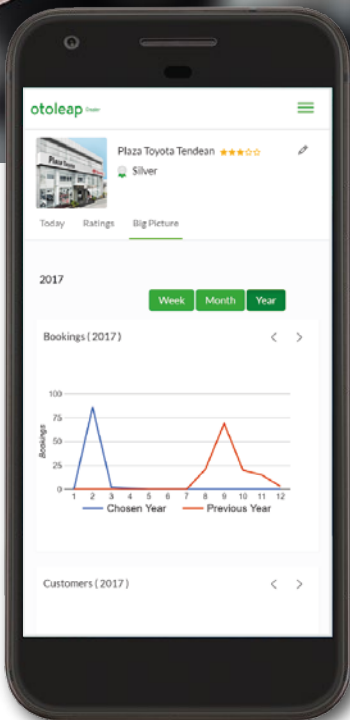 otoleap Dealer
Plaza Toyota Tendean
Silver
Today Ratings Big Picture
2017
Week Month Year
Bookings ( 2017 )
100
75
50
25
0
Bookings
1 2 3 4 5 6 7 8 9 10 11 12
Chosen Year Previous Year
Customers ( 2017 )